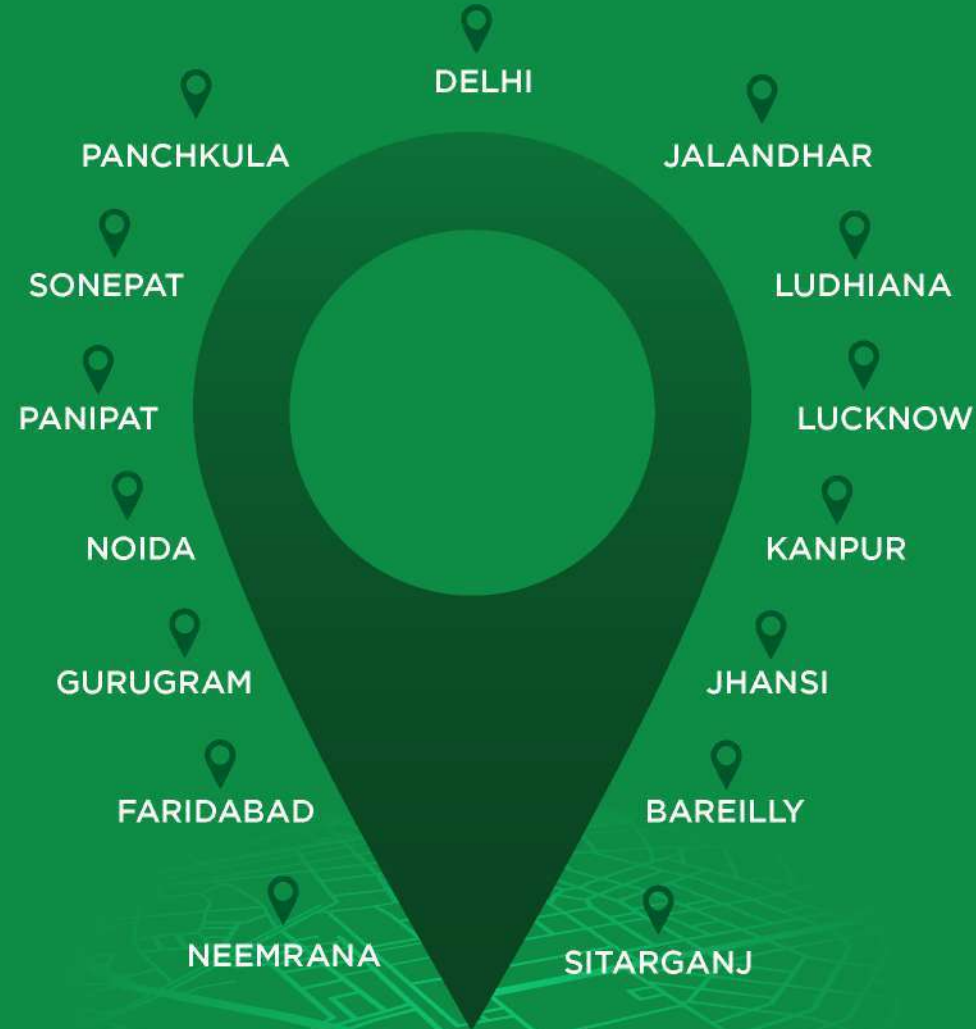 DELHI
PANCHKULA
JALANDHAR
SONEPAT
LUDHIANA
PANIPAT
LUCKNOW
NOIDA
KANPUR
GURUGRAM
JHANSI
FARIDABAD
BAREILLY
NEEMRANA
SITARGANJ